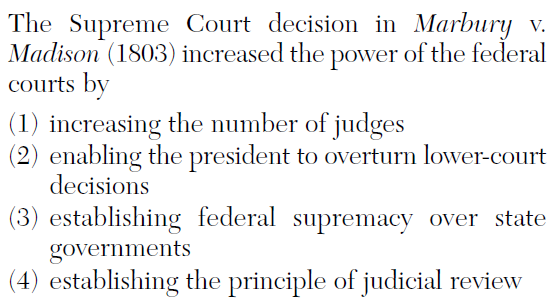 The Supreme Court decision in Marbury v.
Madison (1803) increased the power of the federal
courts by
(1) increasing the number of judges
(2) enabling the president to overturn lower-court
decisions
(3) establishing federal supremacy over state
governments
(4) establishing the principle of judicial review